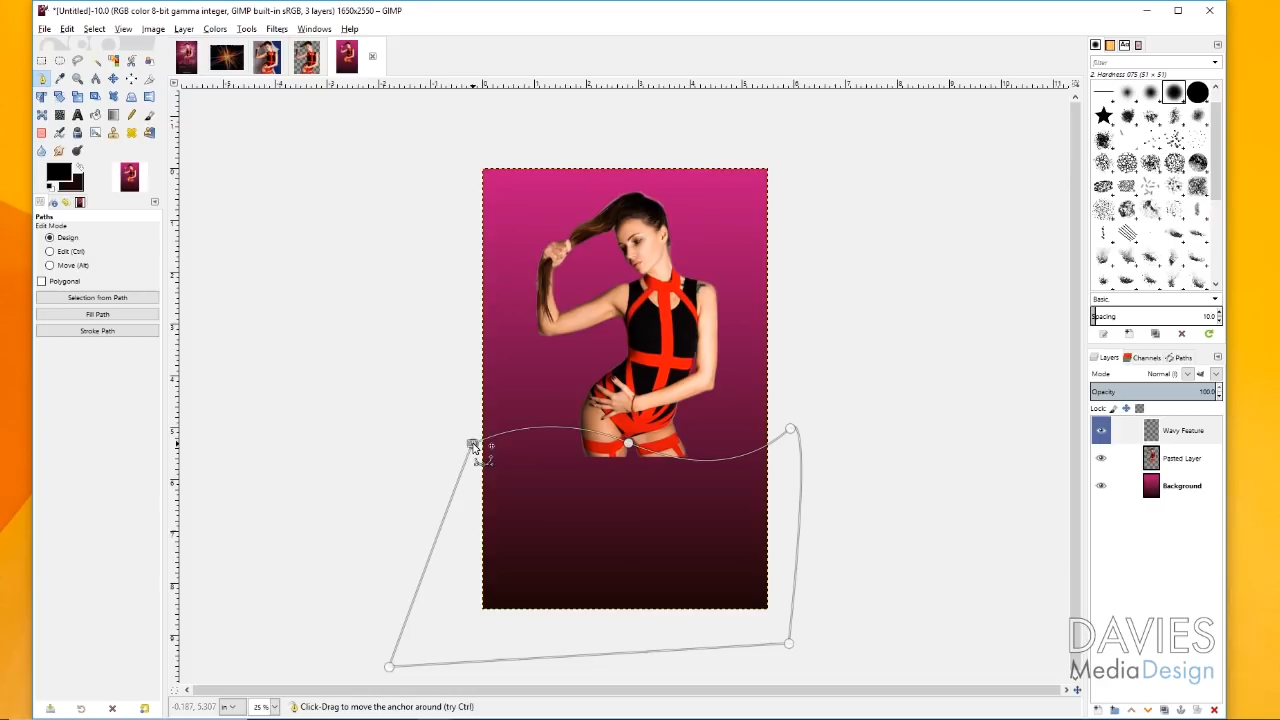 *[Untitled]-10.0 (RGB color 8-bit gamma integer, GIMP built-in sRGB, 3 layers) 1650x2550 – GIMP
File Edit Select View Image Layer Colors Tools Filters Windows Help
filter
2. Hardness 075 (51 × 51)
Paths
Edit Mode
Design
Edit (Ctrl)
Move (Alt)
Polygonal
Selection from Path
Fill Path
Stroke Path
Basic.
Spacing 10.0
Layers Channels Paths
Mode Normal (l)
Opacity 100.0
Lock:
Wavy Feature
Pasted Layer
Background
DAVIES
MediaDesign
-0.187, 5.307 in 25 % Click-Drag to move the anchor around (try Ctrl)